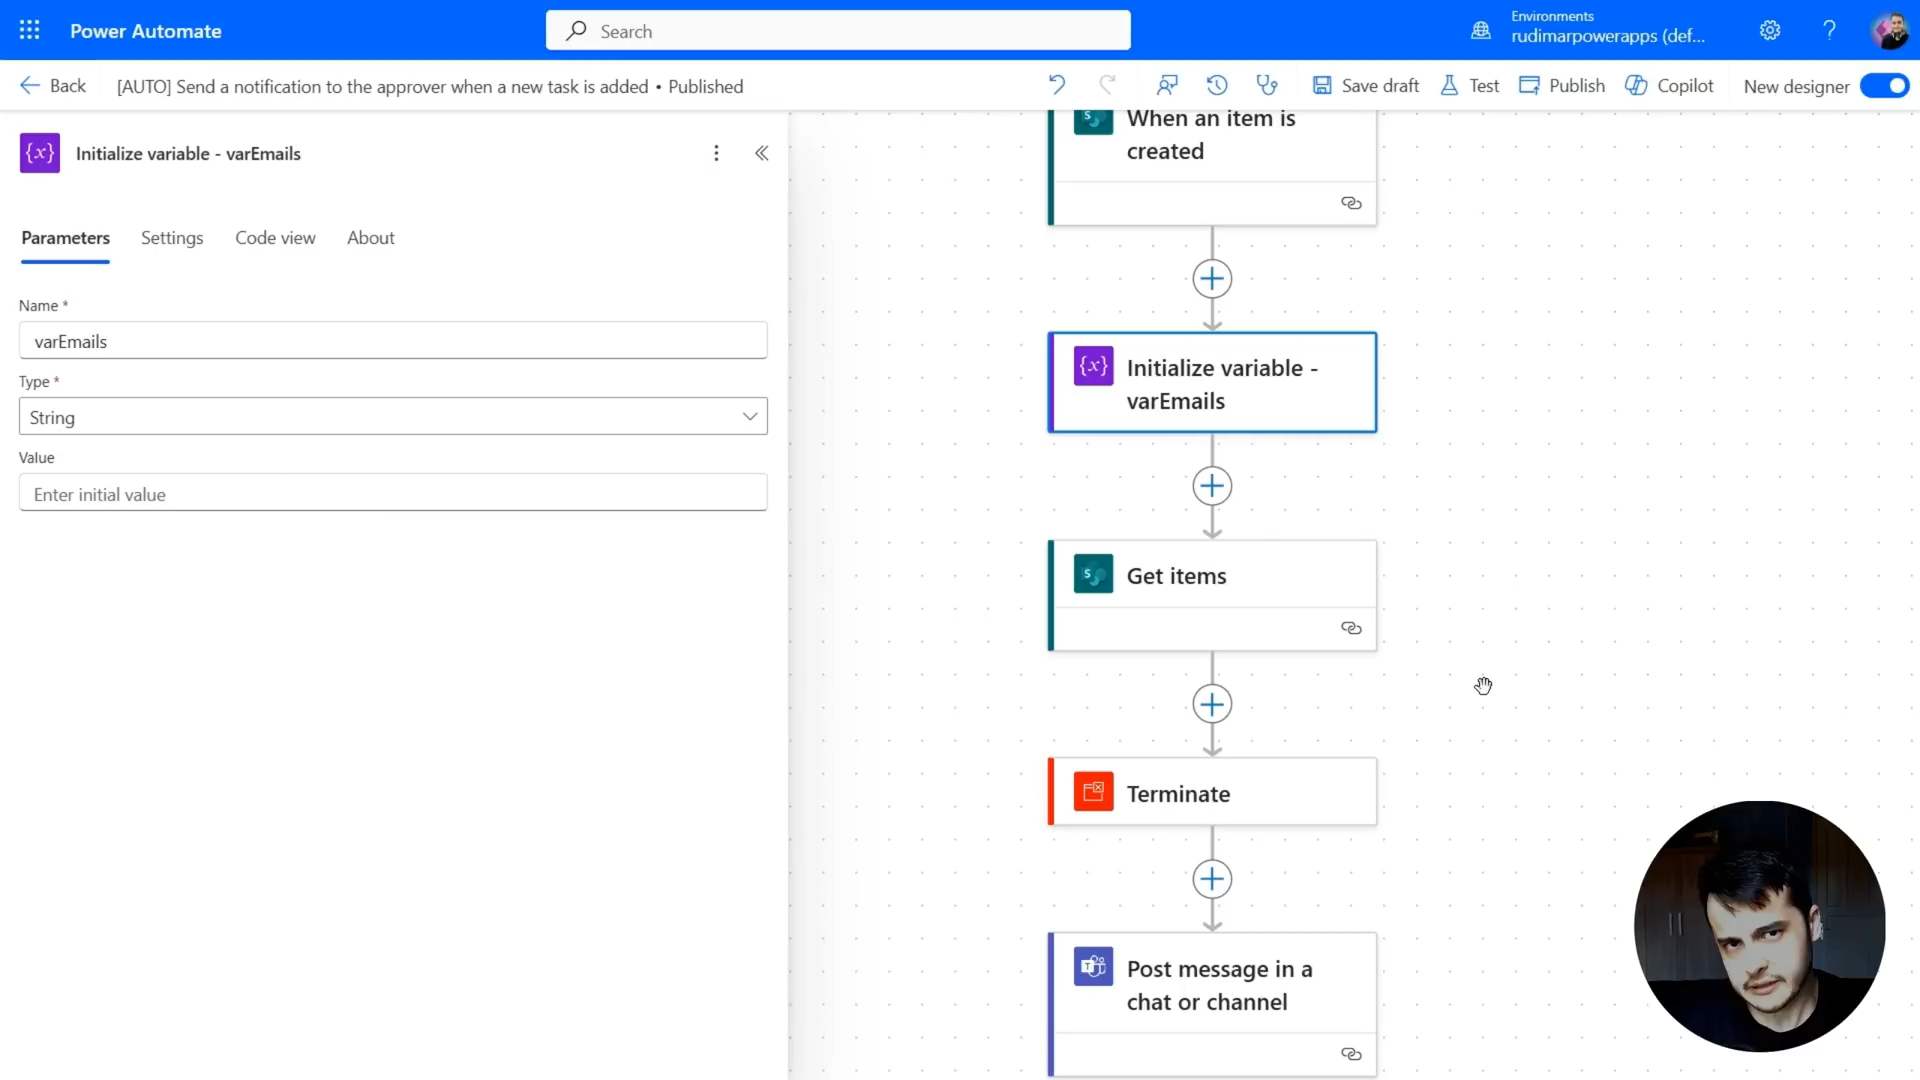 Power Automate
Search
Environments
rudimarpowerapps (def...
Back
[AUTO] Send a notification to the approver when a new task is added • Published
Save draft
Test
Publish
Copilot
New designer
Initialize variable - varEmails
Parameters
Settings
Code view
About
Name *
varEmails
Type *
String
Value
Enter initial value
When an item is
created
Initialize variable -
varEmails
Get items
Terminate
Post message in a
chat or channel